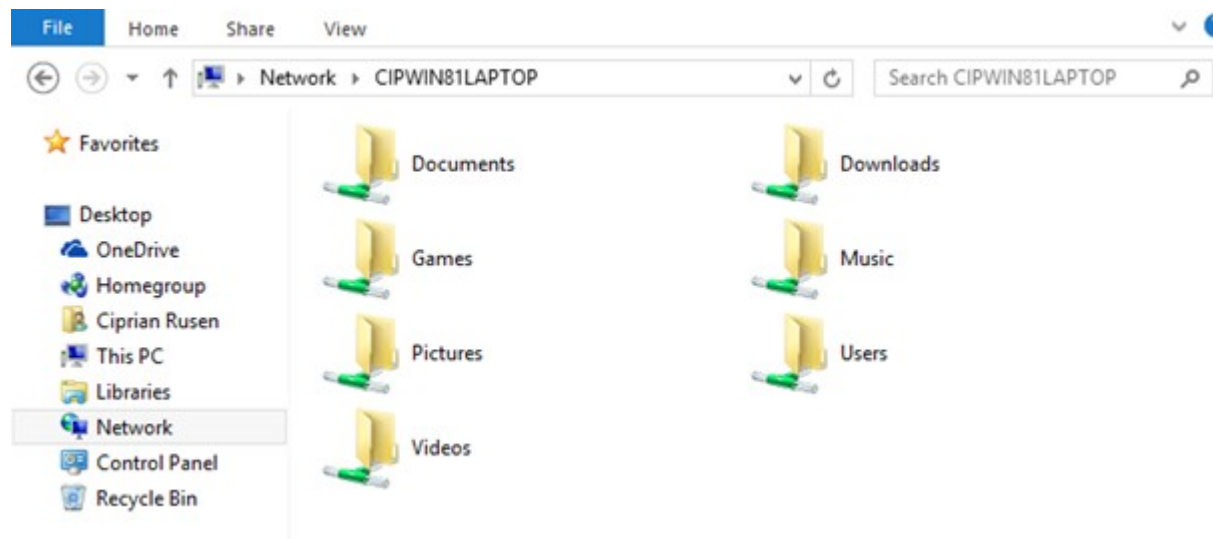 File Home Share View
Network CIPWIN81LAPTOP Search CIPWIN81LAPTOP
Favorites
Desktop
OneDrive
Homegroup
Ciprian Rusen
This PC
Libraries
Network
Control Panel
Recycle Bin
Documents Downloads
Games Music
Pictures Users
Videos